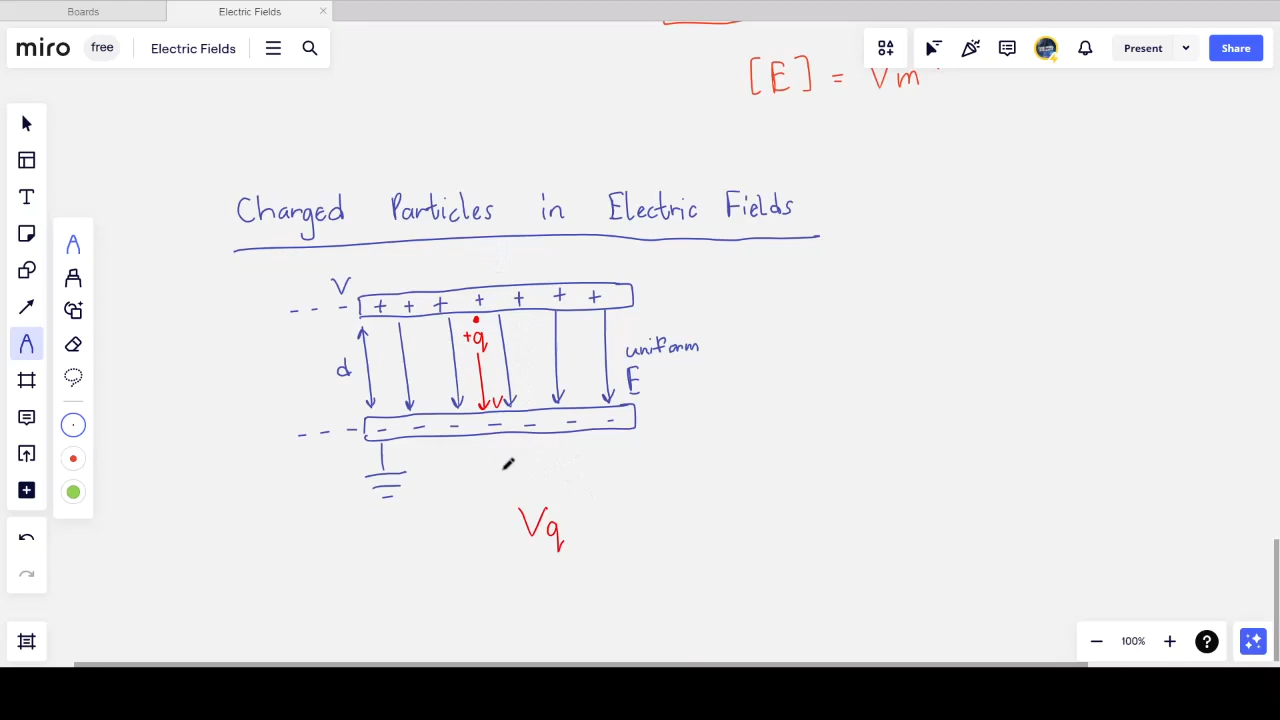 Boards
Electric Fields
miro free Electric Fields
Present Share
[E] = Vm
Charged Particles in Electric Fields
V
+ + + + + + +
+q
d
uniform
E
v
- - - - - - -
Vq
100%